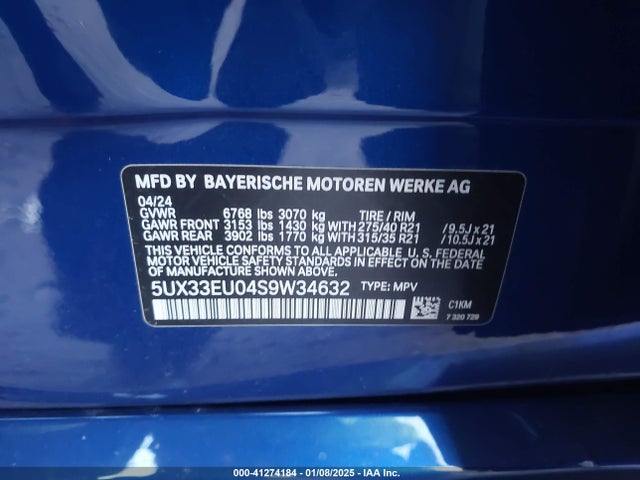 MFD BY BAYERISCHE MOTOREN WERKE AG
04/24
GVWR 6768 lbs 3070 kg TIRE / RIM
GAWR FRONT 3153 lbs 1430 kg WITH 275/40 R21 / 9.5J x 21
GAWR REAR 3902 lbs 1770 kg WITH 315/35 R21 / 10.5J x 21
THIS VEHICLE CONFORMS TO ALL APPLICABLE U. S. FEDERAL
MOTOR VEHICLE SAFETY STANDARDS IN EFFECT ON THE DATE
OF MANUFACTURE SHOWN ABOVE.
5UX33EU04S9W34632 TYPE: MPV
C1KM
7 320 729
000-41274184 - 01/08/2025 - IAA Inc.